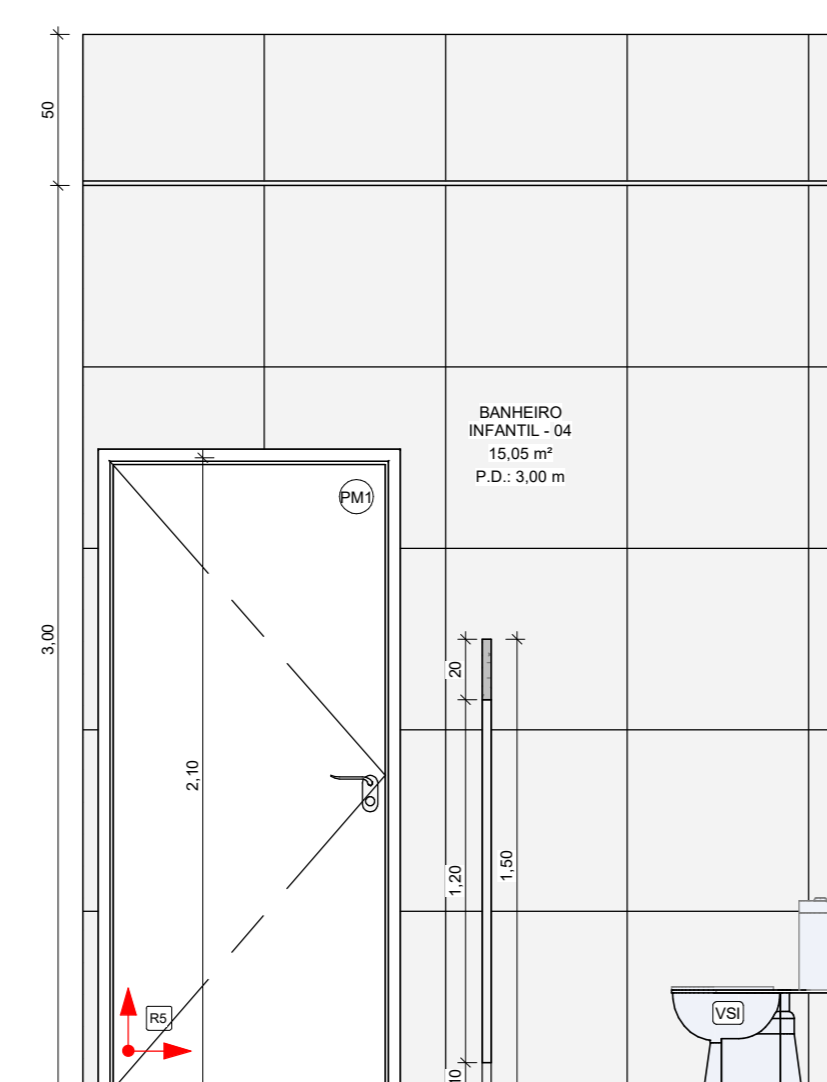 50
BANHEIRO
INFANTIL - 04
15,05 m²
P.D.: 3,00 m
PM1
3,00
20
2,10
1,20
1,50
R5
VSI
10